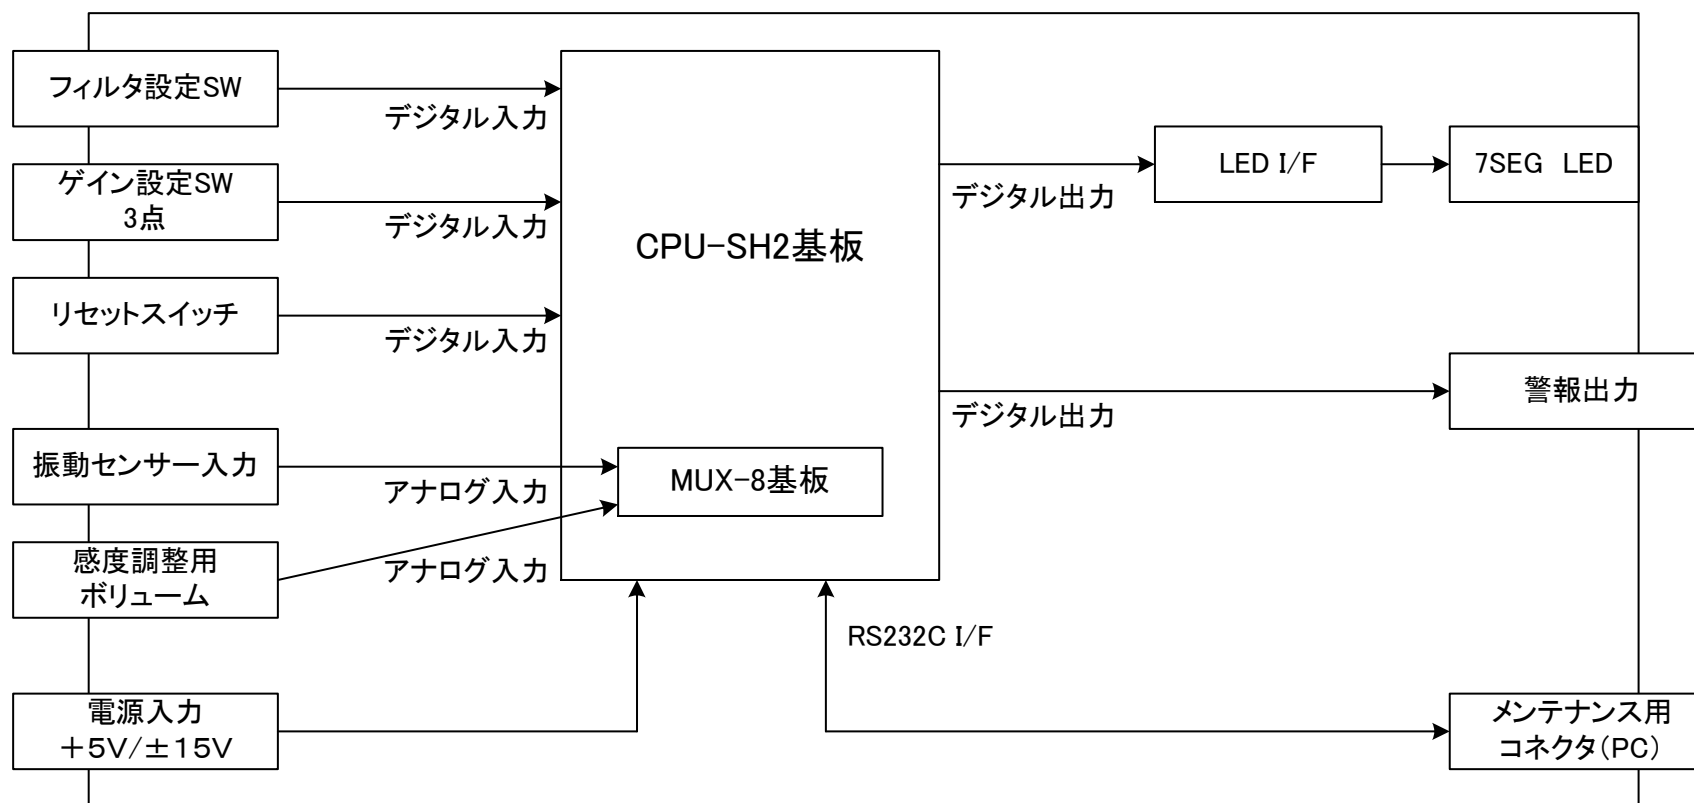 フィルタ設定SW
デジタル入力
ゲイン設定SW
3点
デジタル入力
リセットスイッチ
デジタル入力
振動センサー入力
アナログ入力
感度調整用
ボリューム
アナログ入力
電源入力
＋5V/±15V
CPU-SH2基板
MUX-8基板
デジタル出力
LED I/F
7SEG LED
デジタル出力
警報出力
RS232C I/F
メンテナンス用
コネクタ(PC)